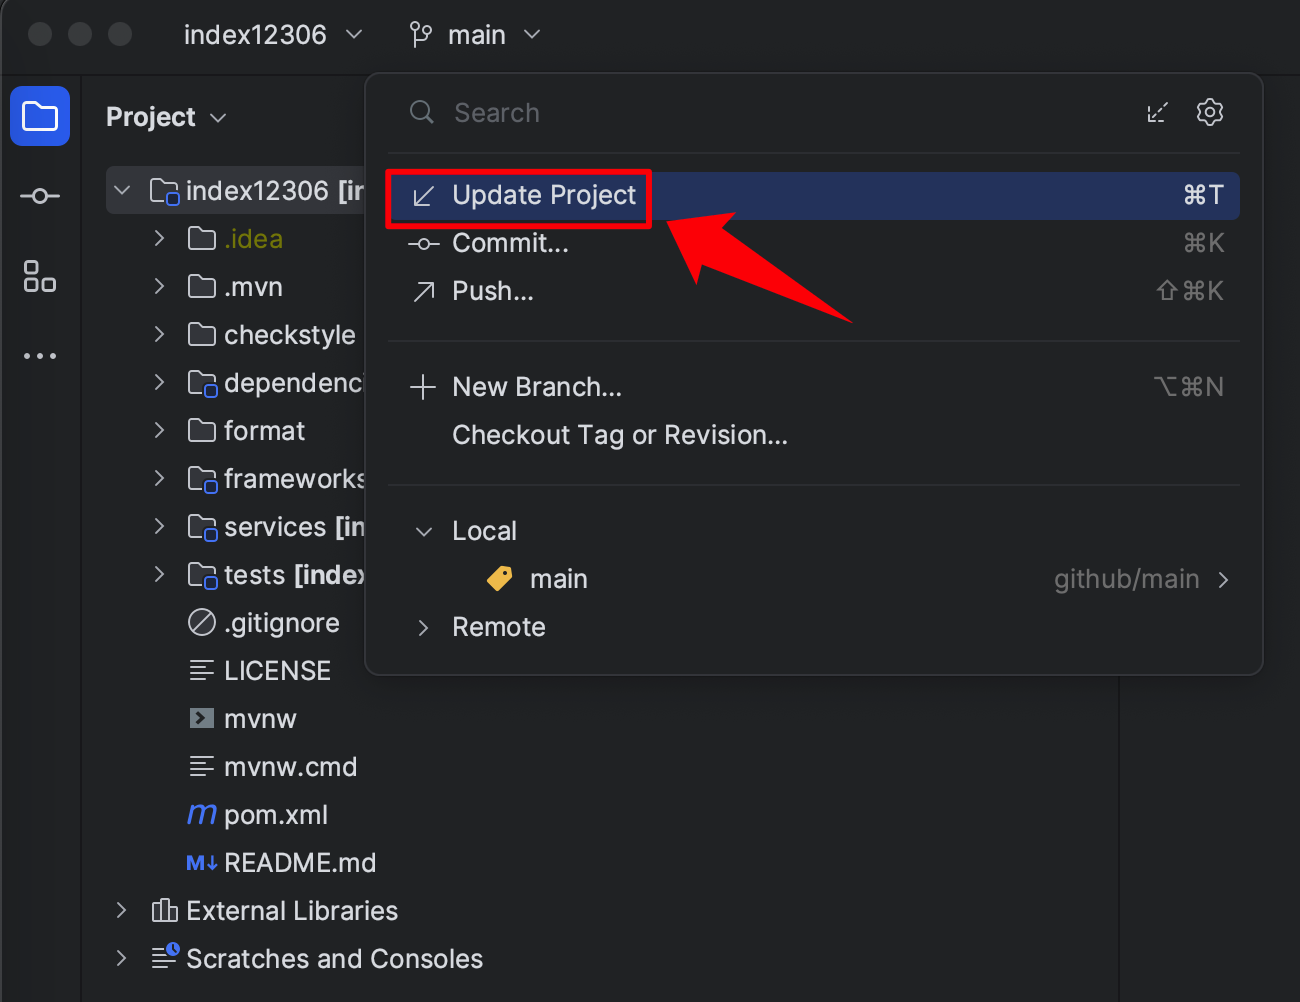 index12306
main
Project
Search
index12306 [in
.idea
.mvn
checkstyle
dependenci
format
frameworks
services [in
tests [index
.gitignore
LICENSE
mvnw
mvnw.cmd
pom.xml
M↓ README.md
External Libraries
Scratches and Consoles
Update Project ⌘T
Commit... ⌘K
Push... ⇧⌘K
New Branch... ⌥⌘N
Checkout Tag or Revision...
Local
main github/main
Remote